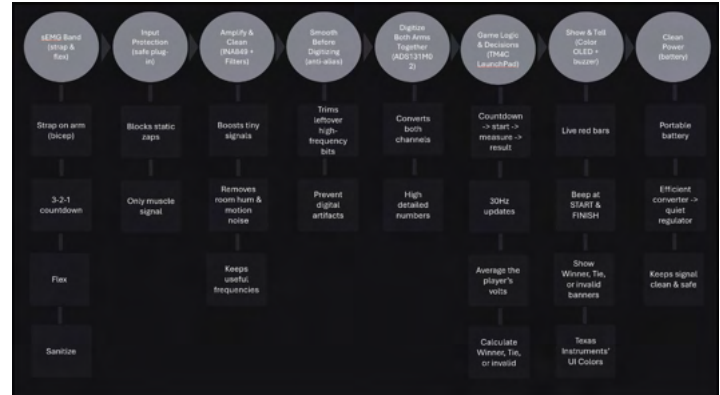 sEMG Band
(strap &
flex)
Input
Protection
(safe plug-
in)
Amplify &
Clean
(INA849 +
Filters)
Smooth
Before
Digitizing
(anti-alias)
Digitize
Both Arms
Together
(ADS131M0
2)
Game Logic
& Decisions
(TM4C
LaunchPad)
Show & Tell
(Color
OLED +
buzzer)
Clean
Power
(battery)
Strap on arm
(bicep)
3-2-1
countdown
Flex
Sanitize
Blocks static
zaps
Only muscle
signal
Boosts tiny
signals
Removes
room hum &
motion
noise
Keeps
useful
frequencies
Trims
leftover
high-
frequency
bits
Prevent
digital
artifacts
Converts
both
channels
High
detailed
numbers
Countdown
-> start ->
measure ->
result
30Hz
updates
Average the
player's
volts
Calculate
Winner, Tie,
or invalid
Live red bars
Beep at
START &
FINISH
Show
Winner, Tie,
or invalid
banners
Texas
Instruments'
UI Colors
Portable
battery
Efficient
converter ->
quiet
regulator
Keeps signal
clean & safe